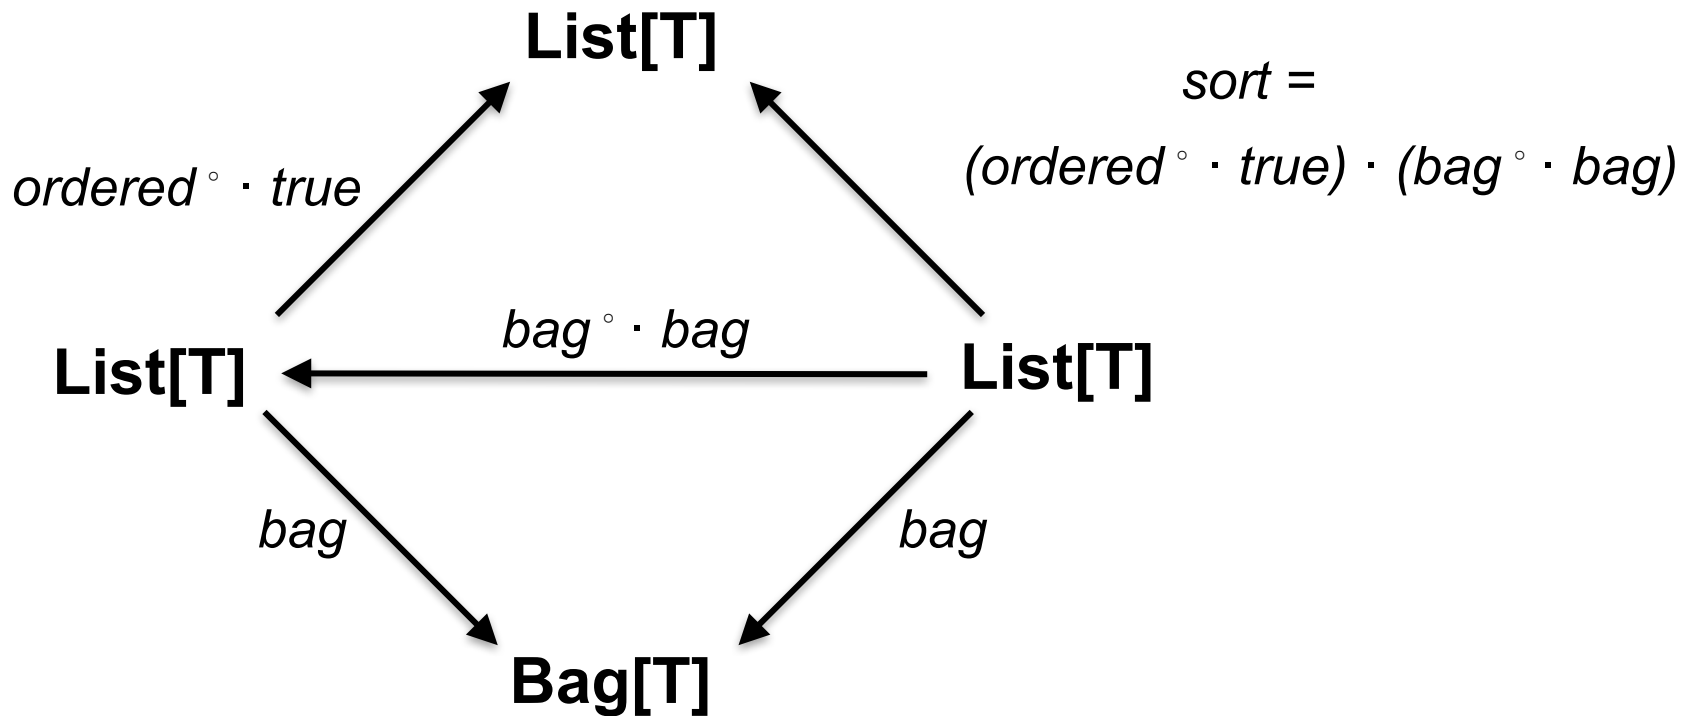 List[T]
sort =
(ordered° · true) · (bag° · bag)
ordered° · true
bag° · bag
List[T]
List[T]
bag
bag
Bag[T]